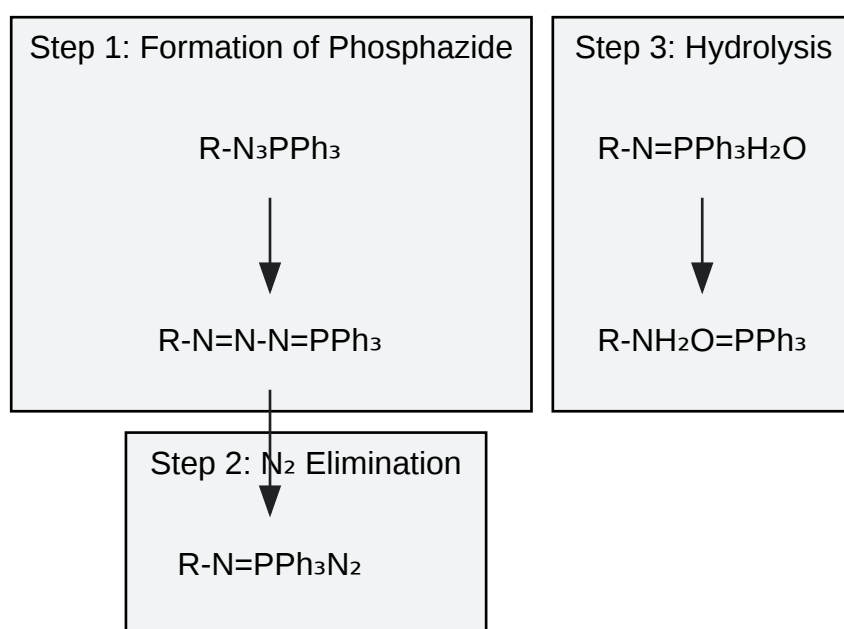 Step 1: Formation of Phosphazide
R-N₃PPh₃
R-N=N-N=PPh₃
Step 2: N₂ Elimination
R-N=PPh₃N₂
Step 3: Hydrolysis
R-N=PPh₃H₂O
R-NH₂O=PPh₃